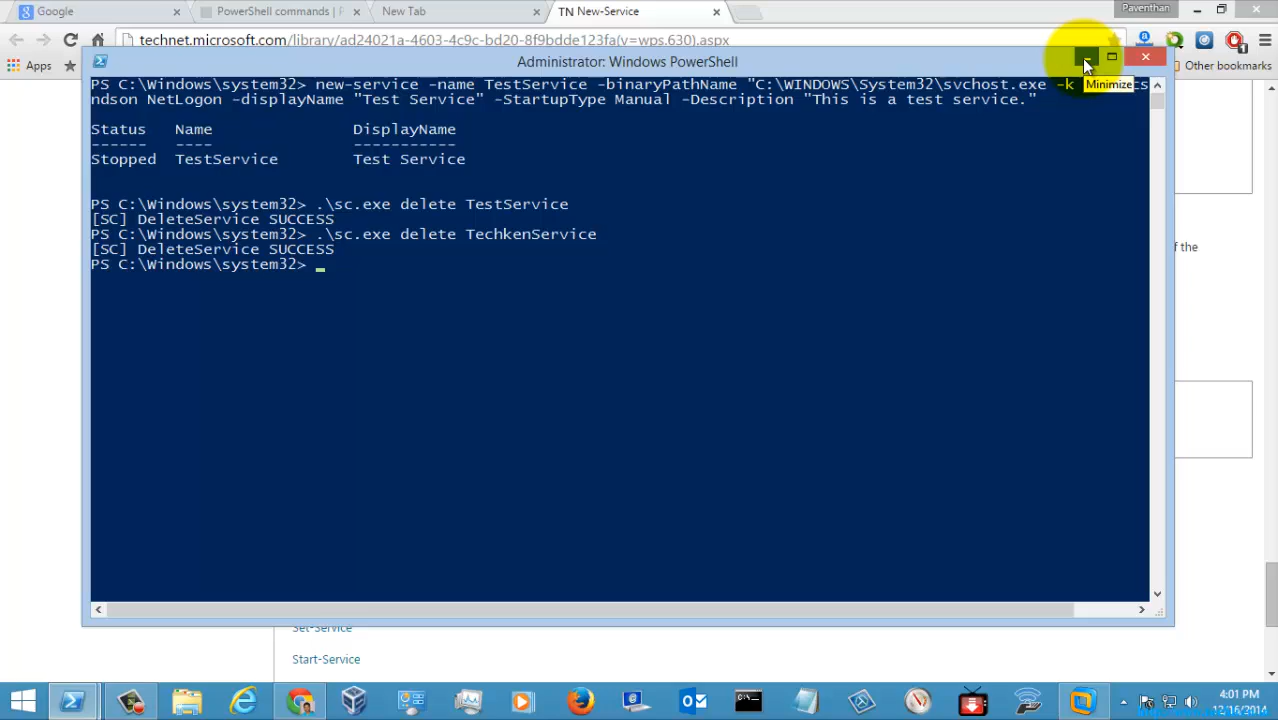 Google
PowerShell commands | P
New Tab
TN New-Service
Paventhan
technet.microsoft.com/library/ad24021a-4603-4c9c-bd20-8f9bdde123fa(v=wps.630).aspx
Apps
Other bookmarks
Administrator: Windows PowerShell
Minimize
PS C:\Windows\system32> new-service -name TestService -binaryPathName "C:\WINDOWS\System32\svchost.exe -k
ndson NetLogon -displayName "Test Service" -StartupType Manual -Description "This is a test service."
Status Name DisplayName
------ ---- -----------
Stopped TestService Test Service
PS C:\Windows\system32> .\sc.exe delete TestService
[SC] DeleteService SUCCESS
PS C:\Windows\system32> .\sc.exe delete TechkenService
[SC] DeleteService SUCCESS
PS C:\Windows\system32>
f the
Set-Service
Start-Service
4:01 PM
12/16/2014